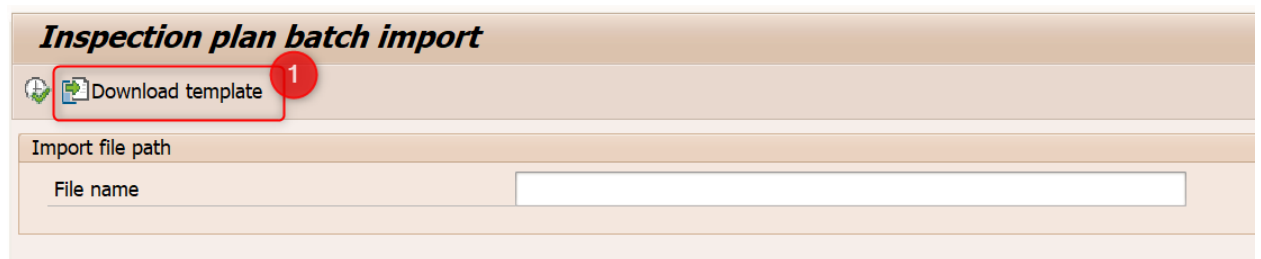 Inspection plan batch import
Download template
1
Import file path
File name